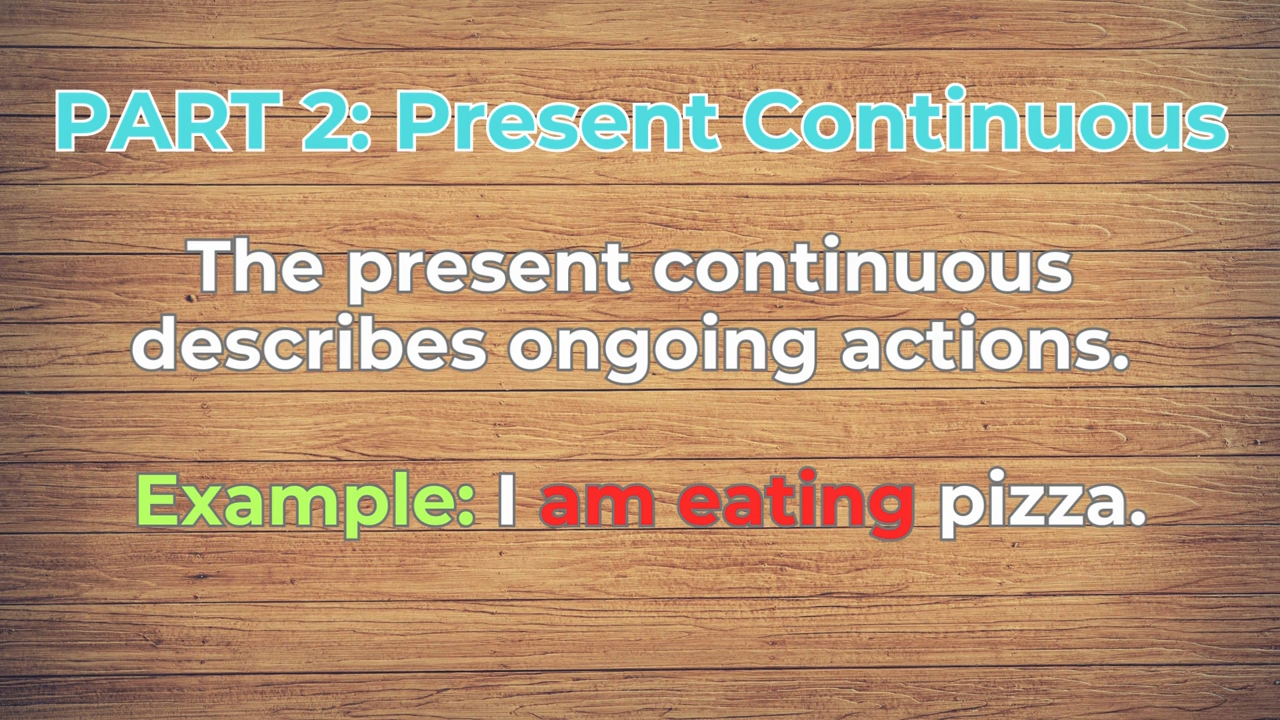 PART 2: Present Continuous
The present continuous
describes ongoing actions.
Example: I am eating pizza.